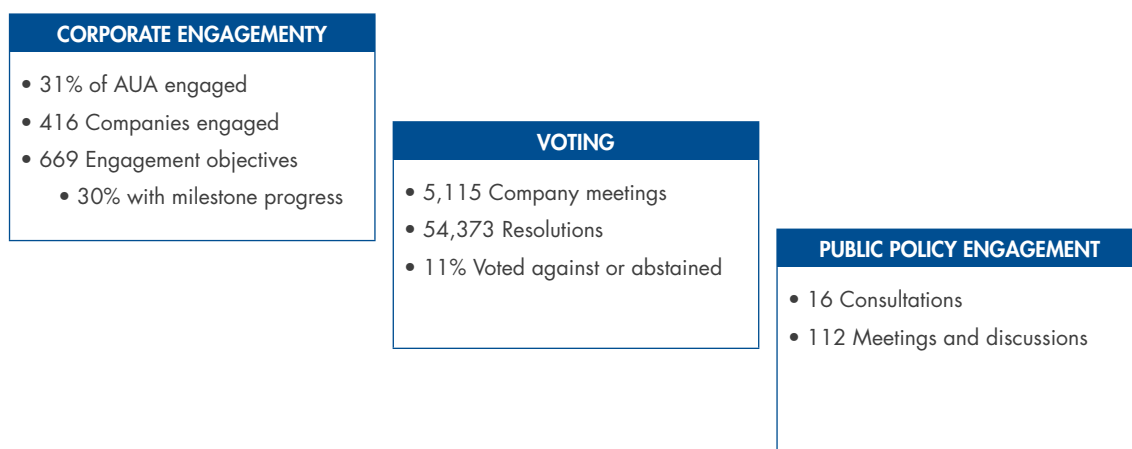 CORPORATE ENGAGEMENTY
• 31% of AUA engaged
• 416 Companies engaged
• 669 Engagement objectives
• 30% with milestone progress
VOTING
• 5,115 Company meetings
• 54,373 Resolutions
• 11% Voted against or abstained
PUBLIC POLICY ENGAGEMENT
• 16 Consultations
• 112 Meetings and discussions